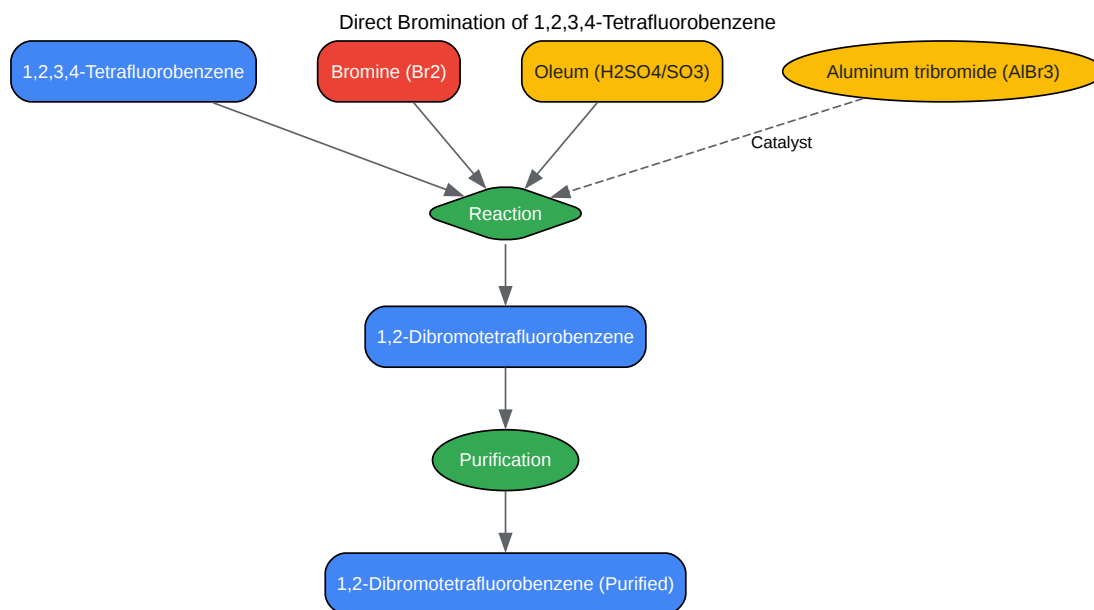 Direct Bromination of 1,2,3,4-Tetrafluorobenzene
1,2,3,4-Tetrafluorobenzene
Bromine (Br2)
Oleum (H2SO4/SO3)
Aluminum tribromide (AlBr3)
Catalyst
Reaction
1,2-Dibromotetrafluorobenzene
Purification
1,2-Dibromotetrafluorobenzene (Purified)